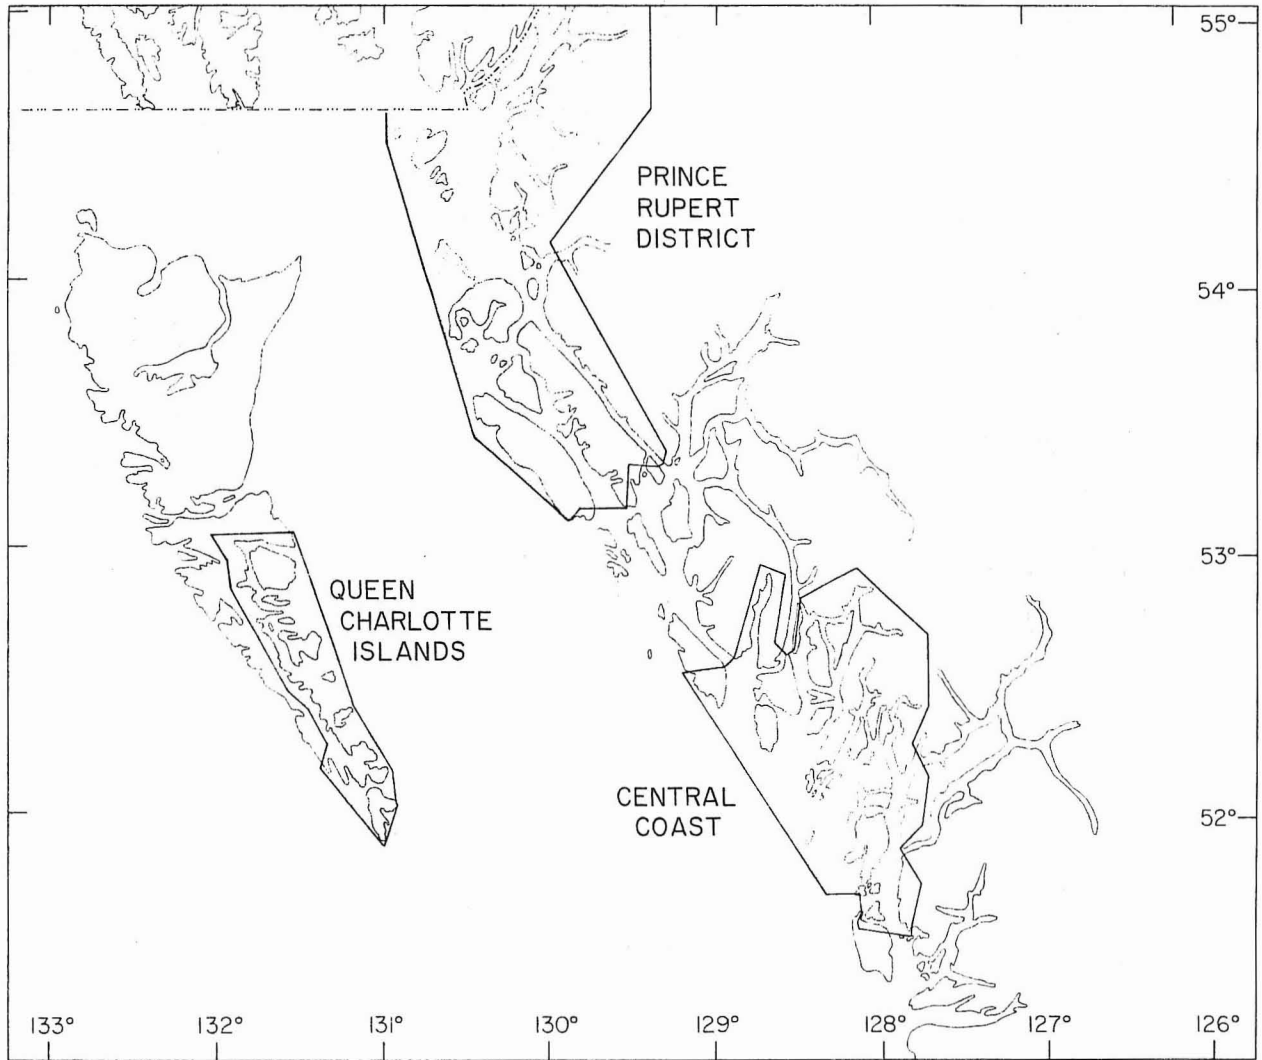 55°
PRINCE
RUPERT
DISTRICT
54°
53°
QUEEN
CHARLOTTE
ISLANDS
CENTRAL
COAST
52°
133°
132°
131°
130°
129°
128°
127°
126°